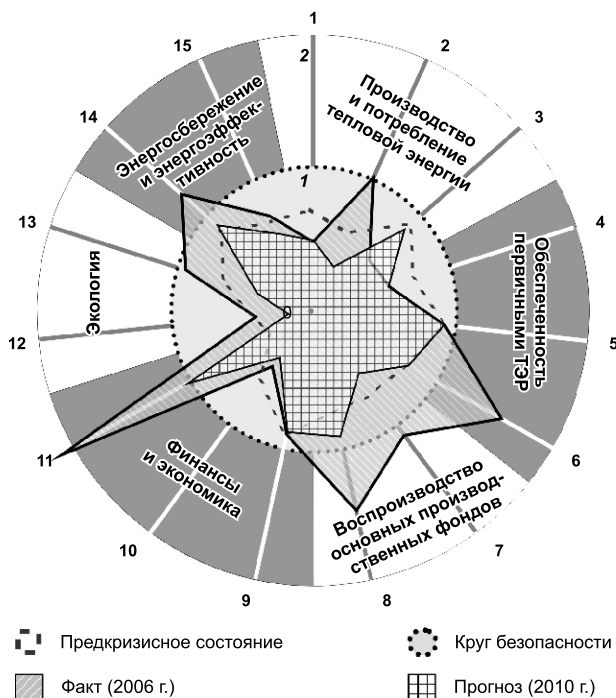 1
2
3
4
5
6
7
8
9
10
11
12
13
14
15
2
1
0
Производство
и потребление
тепловой энергии
Обеспеченность
первичными ТЭР
Воспроизводство
основных производ-
ственных фондов
Финансы
и экономика
Экология
Энергосбережение
и энергоэффек-
тивность
Предкризисное состояние
Круг безопасности
Факт (2006 г.)
Прогноз (2010 г.)